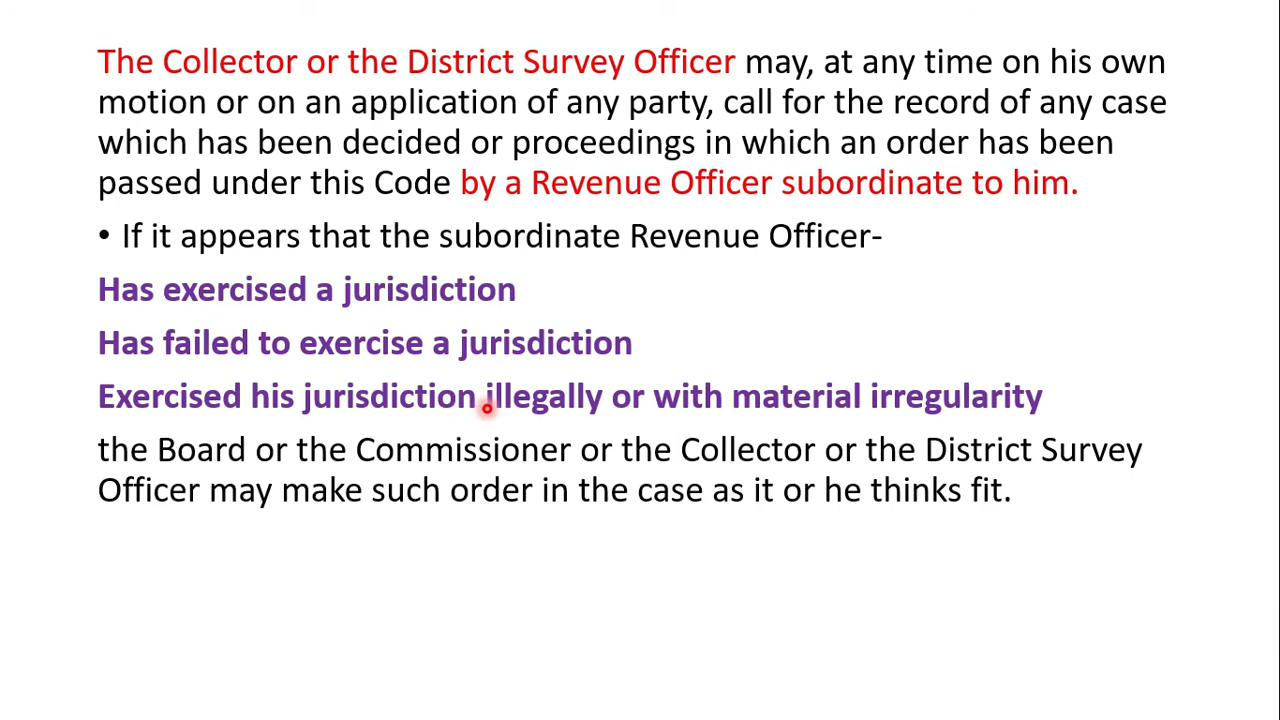 The Collector or the District Survey Officer may, at any time on his own
motion or on an application of any party, call for the record of any case
which has been decided or proceedings in which an order has been
passed under this Code by a Revenue Officer subordinate to him.
• If it appears that the subordinate Revenue Officer-
Has exercised a jurisdiction
Has failed to exercise a jurisdiction
Exercised his jurisdiction illegally or with material irregularity
the Board or the Commissioner or the Collector or the District Survey
Officer may make such order in the case as it or he thinks fit.